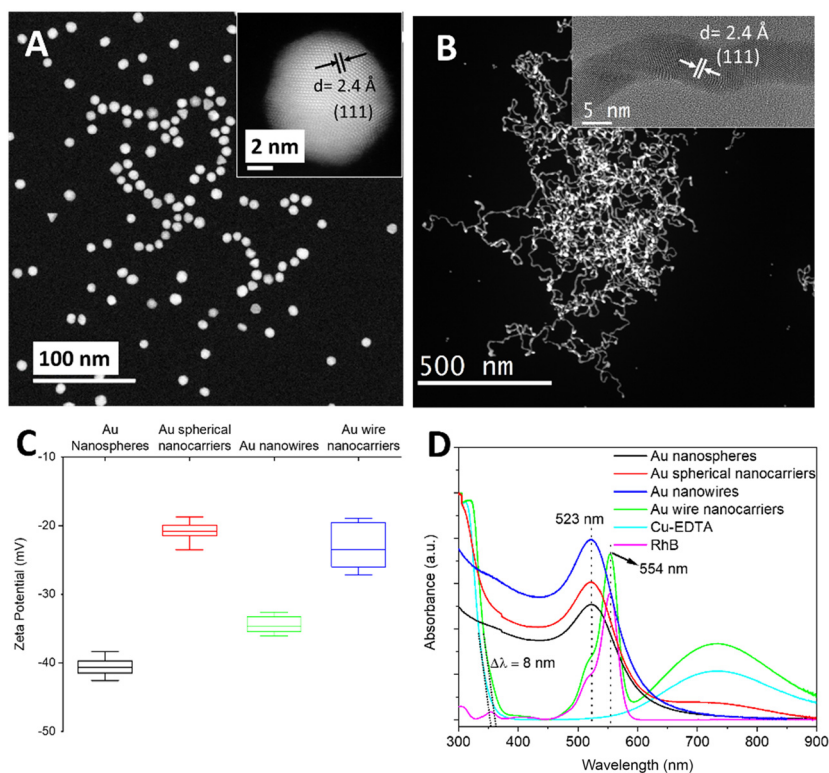 A
d= 2.4 Å
(111)
2 nm
100 nm
B
d= 2.4 Å
(111)
5 nm
500 nm
C
Au
Nanospheres
Au spherical
nanocarriers
Au nanowires
Au wire
nanocarriers
-10
-20
-30
-40
-50
Zeta Potential (mV)
D
Au nanospheres
Au spherical nanocarriers
Au nanowires
Au wire nanocarriers
Cu-EDTA
RhB
523 nm
554 nm
Δλ = 8 nm
Absorbance (a.u.)
300 400 500 600 700 800 900
Wavelength (nm)